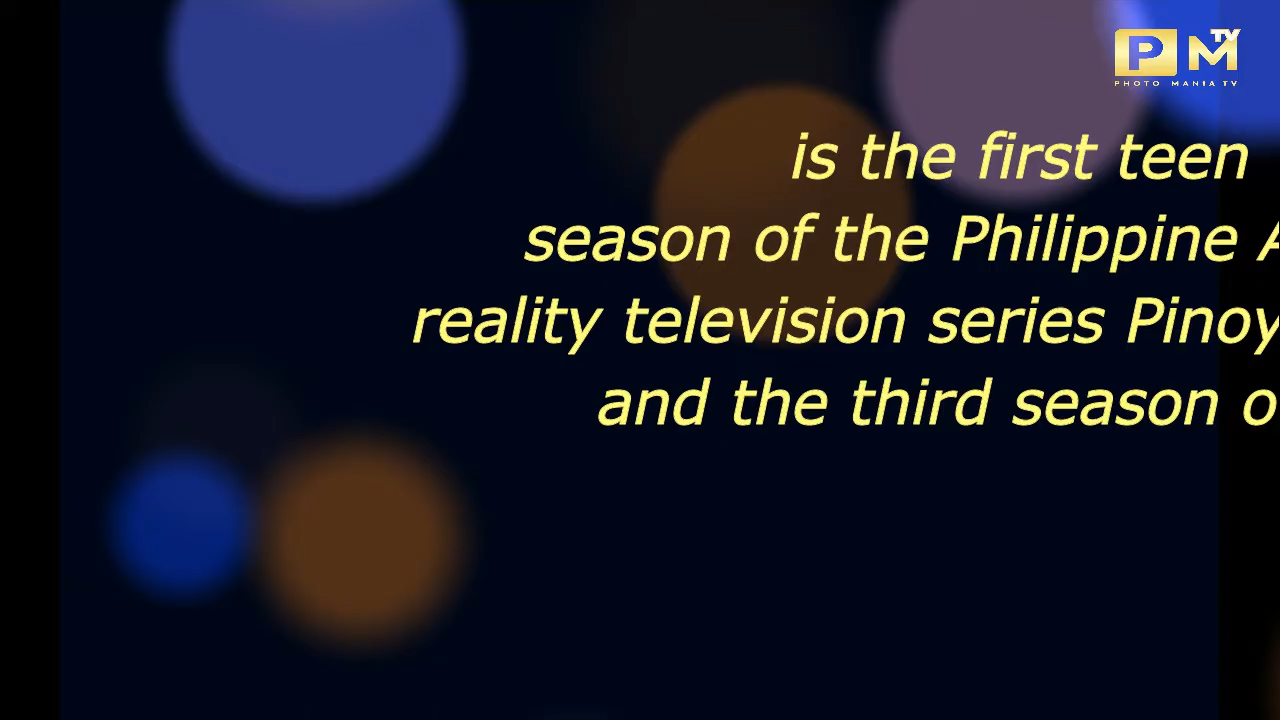 PM TV
PHOTO MANIA TV
is the first teen
season of the Philippine A
reality television series Pinoy
and the third season o